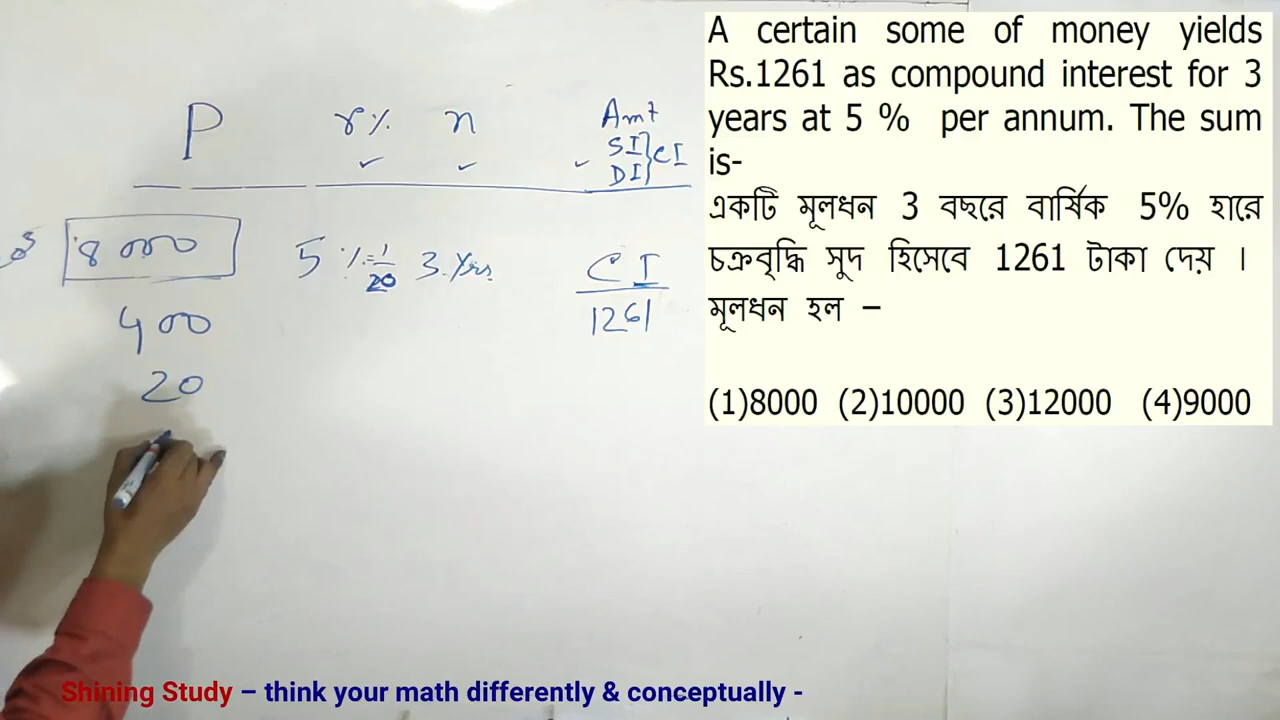 P r% n Amt
SI
DI } CI
8000 5 % = 1/20 3 Yrs CI
1261
400
20
A certain some of money yields
Rs.1261 as compound interest for 3
years at 5 % per annum. The sum
is-
একটি মূলধন 3 বছরে বার্ষিক 5% হারে
চক্রবৃদ্ধি সুদ হিসেবে 1261 টাকা দেয় ।
মূলধন হল –
(1)8000 (2)10000 (3)12000 (4)9000
Shining Study – think your math differently & conceptually -